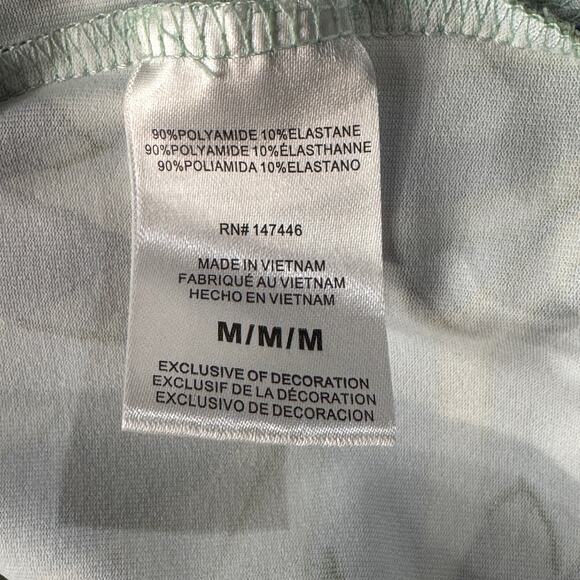 90%POLYAMIDE 10%ELASTANE
90%POLYAMIDE 10%ÉLASTHANNE
90%POLIAMIDA 10%ELASTANO
RN# 147446
MADE IN VIETNAM
FABRIQUÉ AU VIETNAM
HECHO EN VIETNAM
M/M/M
EXCLUSIVE OF DECORATION
EXCLUSIF DE LA DÉCORATION
EXCLUSIVO DE DECORACION